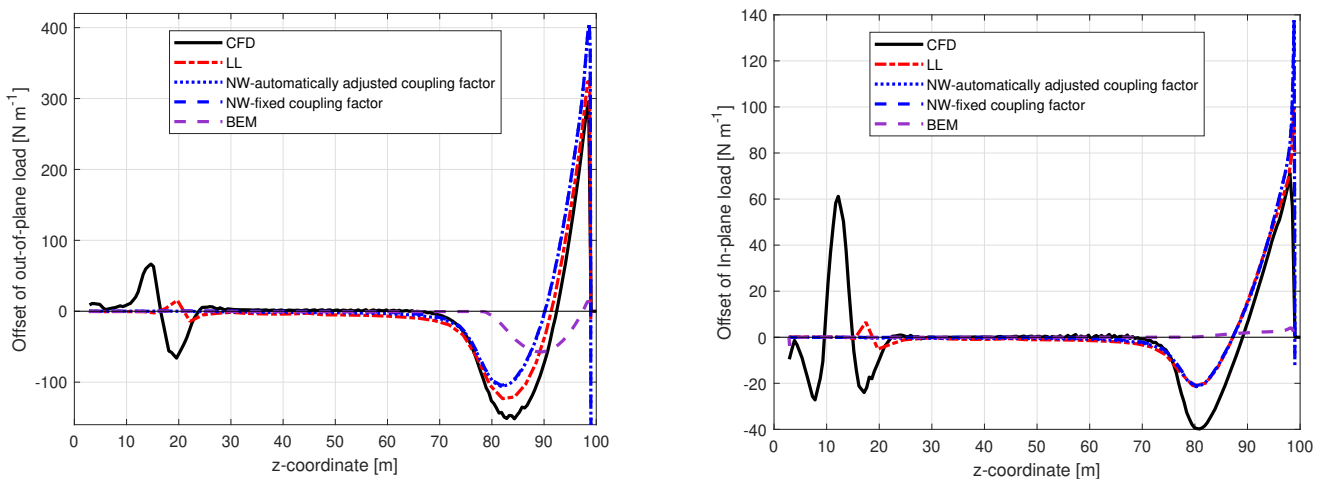 Offset of out-of-plane load [N m⁻¹]
400
300
200
100
0
-100
0 10 20 30 40 50 60 70 80 90 100
z-coordinate [m]
CFD
LL
NW-automatically adjusted coupling factor
NW-fixed coupling factor
BEM
Offset of In-plane load [N m⁻¹]
140
120
100
80
60
40
20
0
-20
-40
0 10 20 30 40 50 60 70 80 90 100
z-coordinate [m]
CFD
LL
NW-automatically adjusted coupling factor
NW-fixed coupling factor
BEM